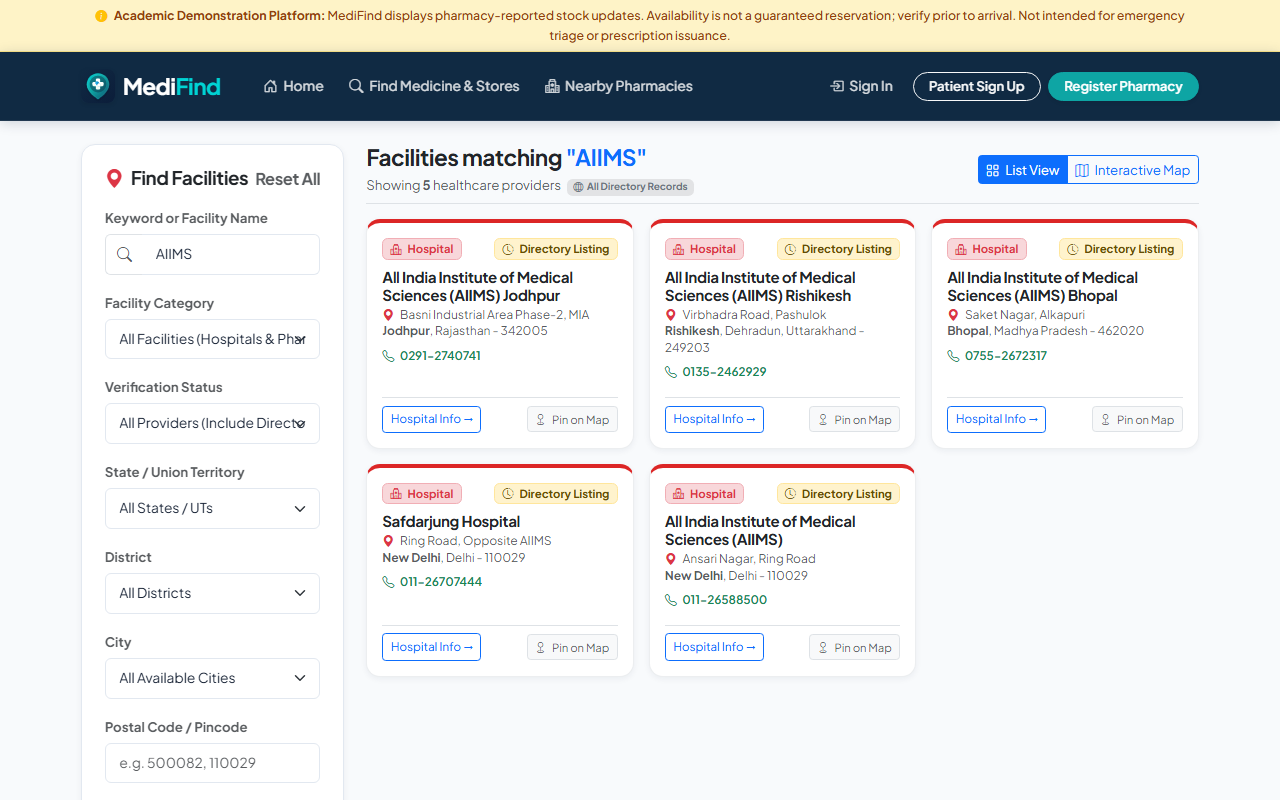 Academic Demonstration Platform: MediFind displays pharmacy-reported stock updates. Availability is not a guaranteed reservation; verify prior to arrival. Not intended for emergency
triage or prescription issuance.
MediFind
Home
Find Medicine & Stores
Nearby Pharmacies
Sign In
Patient Sign Up
Register Pharmacy
Find Facilities
Reset All
Keyword or Facility Name
AIIMS
Facility Category
All Facilities (Hospitals & Phar
Verification Status
All Providers (Include Directo
State / Union Territory
All States / UTs
District
All Districts
City
All Available Cities
Postal Code / Pincode
e.g. 500082, 110029
Facilities matching "AIIMS"
Showing 5 healthcare providers
All Directory Records
List View
Interactive Map
Hospital
Directory Listing
All India Institute of Medical
Sciences (AIIMS) Jodhpur
Basni Industrial Area Phase-2, MIA
Jodhpur, Rajasthan - 342005
0291-2740741
Hospital Info →
Pin on Map
Hospital
Directory Listing
All India Institute of Medical
Sciences (AIIMS) Rishikesh
Virbhadra Road, Pashulok
Rishikesh, Dehradun, Uttarakhand -
249203
0135-2462929
Hospital Info →
Pin on Map
Hospital
Directory Listing
All India Institute of Medical
Sciences (AIIMS) Bhopal
Saket Nagar, Alkapuri
Bhopal, Madhya Pradesh - 462020
0755-2672317
Hospital Info →
Pin on Map
Hospital
Directory Listing
Safdarjung Hospital
Ring Road, Opposite AIIMS
New Delhi, Delhi - 110029
011-26707444
Hospital Info →
Pin on Map
Hospital
Directory Listing
All India Institute of Medical
Sciences (AIIMS)
Ansari Nagar, Ring Road
New Delhi, Delhi - 110029
011-26588500
Hospital Info →
Pin on Map